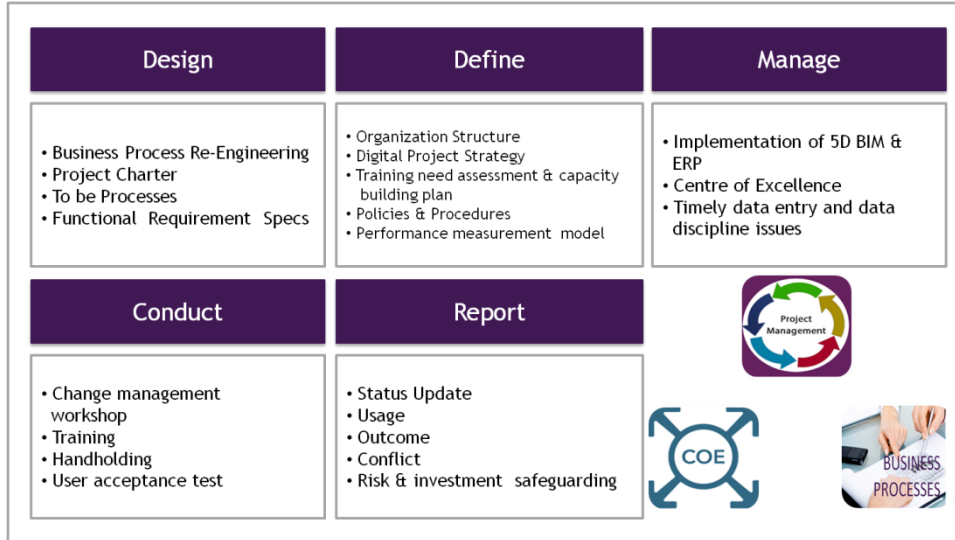 Design
• Business Process Re-Engineering
• Project Charter
• To be Processes
• Functional Requirement Specs
Define
• Organization Structure
• Digital Project Strategy
• Training need assessment & capacity
building plan
• Policies & Procedures
• Performance measurement model
Manage
• Implementation of 5D BIM &
ERP
• Centre of Excellence
• Timely data entry and data
discipline issues
Conduct
• Change management
workshop
• Training
• Handholding
• User acceptance test
Report
• Status Update
• Usage
• Outcome
• Conflict
• Risk & investment safeguarding
Project
Management
COE
BUSINESS
PROCESSES